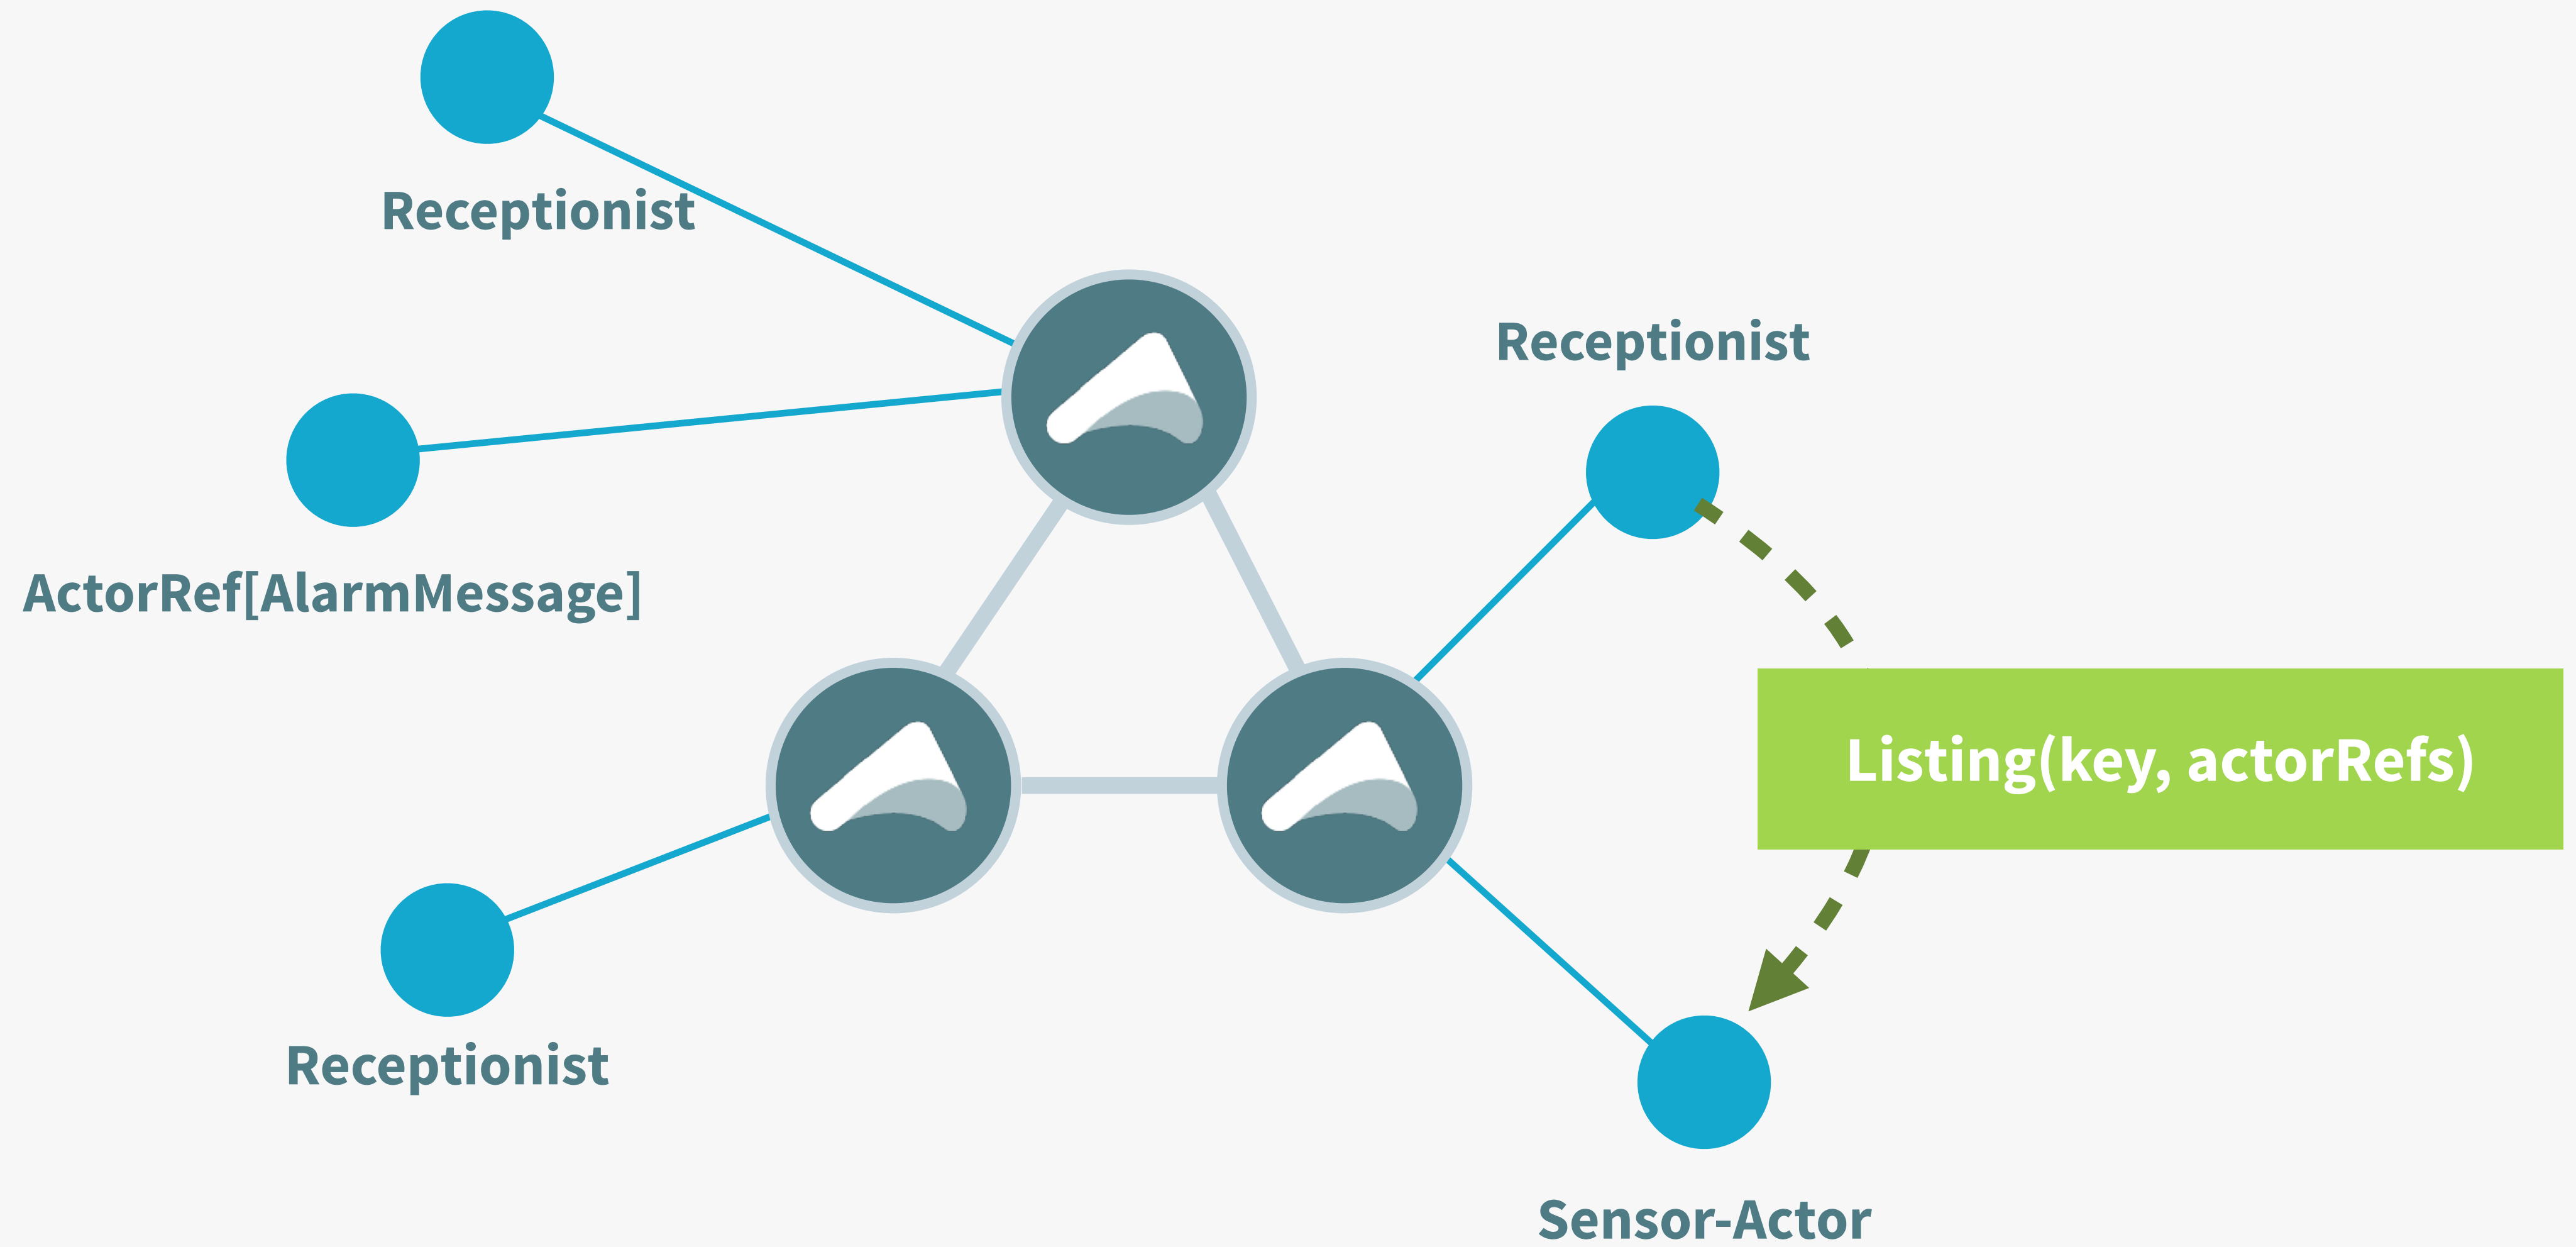 Receptionist
Receptionist
ActorRef[AlarmMessage]
Listing(key, actorRefs)
Receptionist
Sensor-Actor